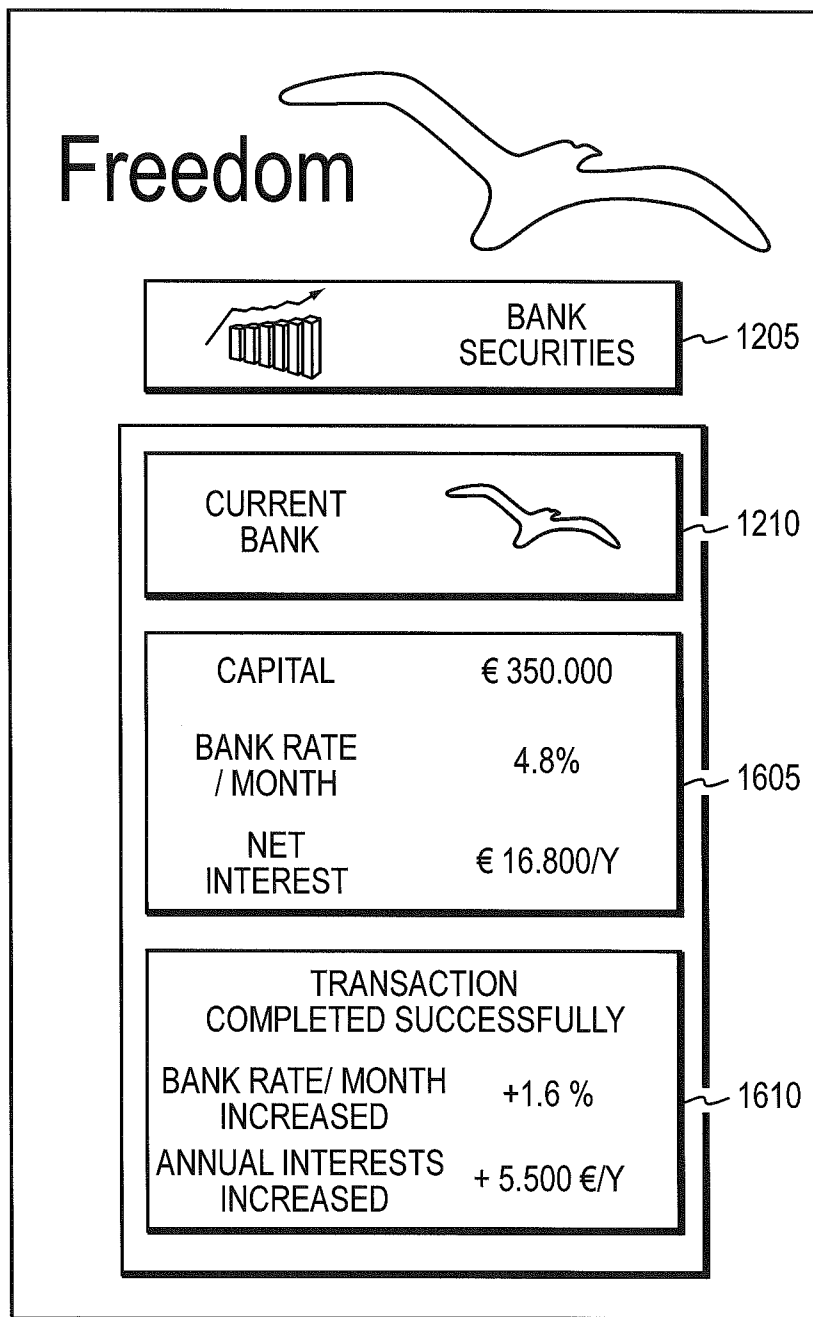 Freedom
BANK
SECURITIES
1205
CURRENT
BANK
1210
CAPITAL € 350.000
BANK RATE
/ MONTH
4.8%
1605
NET
INTEREST
€ 16.800/Y
TRANSACTION
COMPLETED SUCCESSFULLY
BANK RATE/ MONTH
INCREASED
+1.6 %
1610
ANNUAL INTERESTS
INCREASED
+ 5.500 €/Y